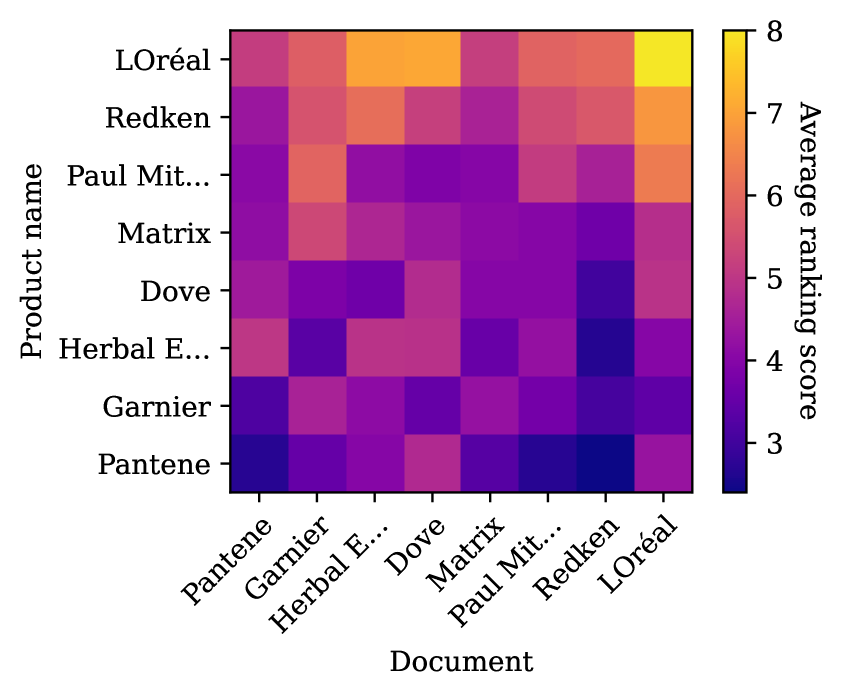 Product name
LOréal
Redken
Paul Mit...
Matrix
Dove
Herbal E...
Garnier
Pantene
Pantene
Garnier
Herbal E...
Dove
Matrix
Paul Mit...
Redken
LOréal
Document
8
7
6
5
4
3
Average ranking score